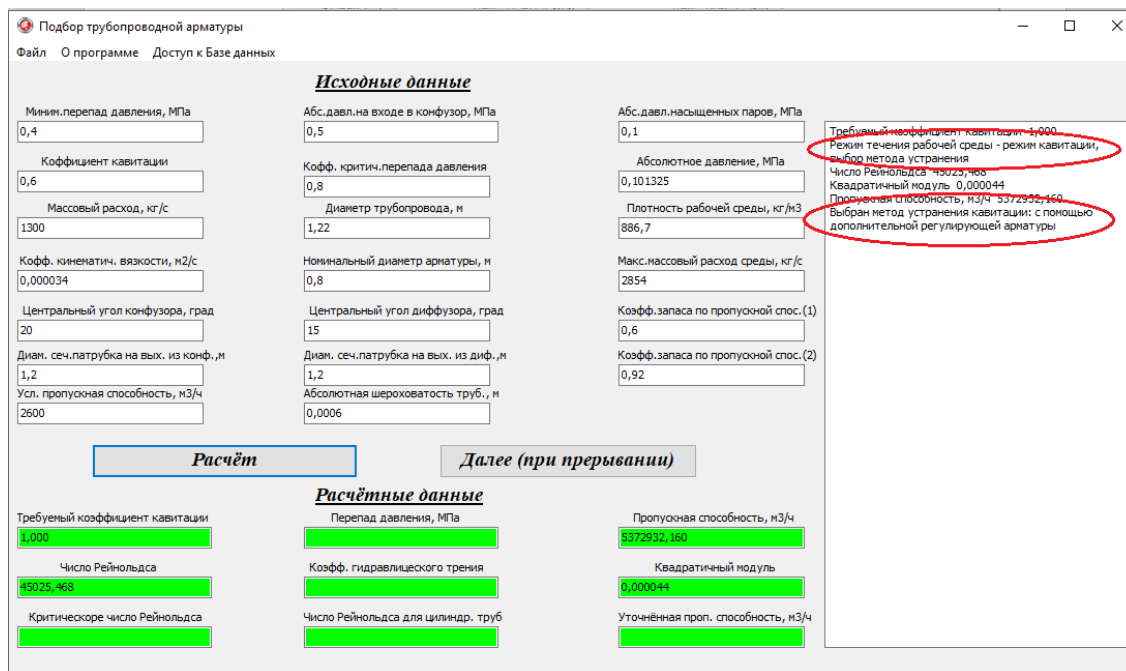 Подбор трубопроводной арматуры
Файл О программе Доступ к Базе данных
Исходные данные
Миним.перепад давления, МПа
Абс.давл.на входе в конфузор, МПа
Абс.давл.насыщенных паров, МПа
0,4
0,5
0,1
Коффициент кавитации
Кофф. критич.перепада давления
Абсолютное давление, МПа
0,6
0,8
0,101325
Массовый расход, кг/с
Диаметр трубопровода, м
Плотность рабочей среды, кг/м3
1300
1,22
886,7
Кофф. кинематич. вязкости, м2/с
Номинальный диаметр арматуры, м
Макс.массовый расход среды, кг/с
0,000034
0,8
2854
Центральный угол конфузора, град
Центральный угол диффузора, град
Коэфф.запаса по пропускной спос.(1)
20
15
0,6
Диам. сеч.патрубка на вых. из конф.,м
Диам. сеч.патрубка на вых. из диф.,м
Коэфф.запаса по пропускной спос.(2)
1,2
1,2
0,92
Усл. пропускная способность, м3/ч
Абсолютная шероховатость труб., м
2600
0,0006
Требуемый коэффициент кавитации 1,000
Режим течения рабочей среды - режим кавитации,
выбор метода устранения
Число Рейнольдса 45025,468
Квадратичный модуль 0,000044
Пропускная способность, м3/ч 5372932,160
Выбран метод устранения кавитации: с помощью
дополнительной регулирующей арматуры
Расчёт
Далее (при прерывании)
Расчётные данные
Требуемый коэффициент кавитации
Перепад давления, МПа
Пропускная способность, м3/ч
1,000
5372932,160
Число Рейнольдса
Коэфф. гидравлицеского трения
Квадратичный модуль
45025,468
0,000044
Критическоре число Рейнольдса
Число Рейнольдса для цилиндр. труб
Уточнённая проп. способность, м3/ч